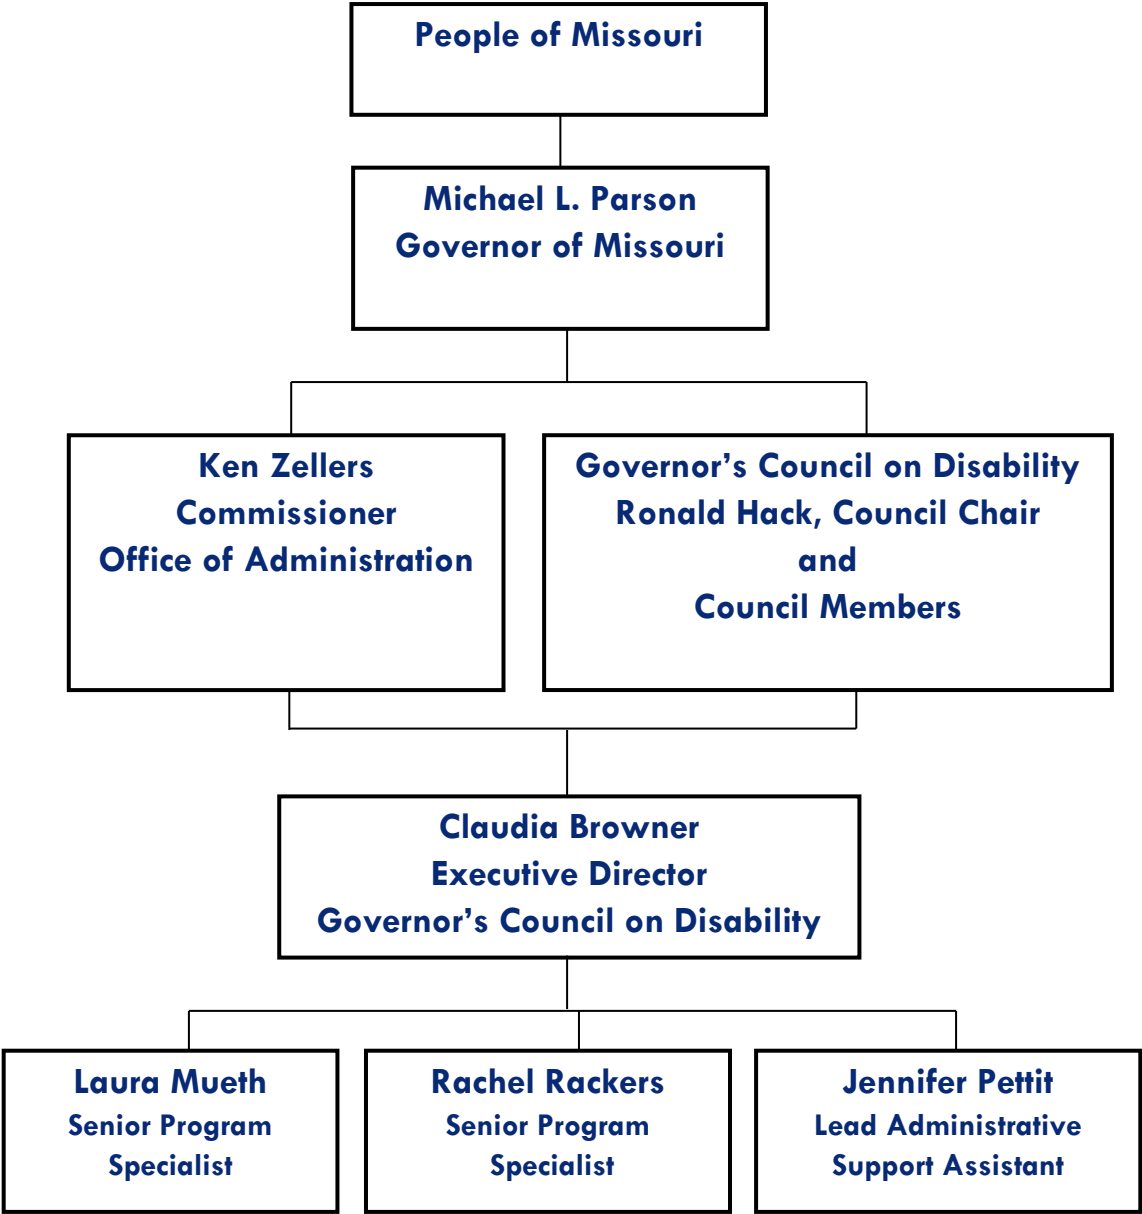 People of Missouri
Michael L. Parson
Governor of Missouri
Ken Zellers
Commissioner
Office of Administration
Governor’s Council on Disability
Ronald Hack, Council Chair
and
Council Members
Claudia Browner
Executive Director
Governor’s Council on Disability
Laura Mueth
Senior Program
Specialist
Rachel Rackers
Senior Program
Specialist
Jennifer Pettit
Lead Administrative
Support Assistant